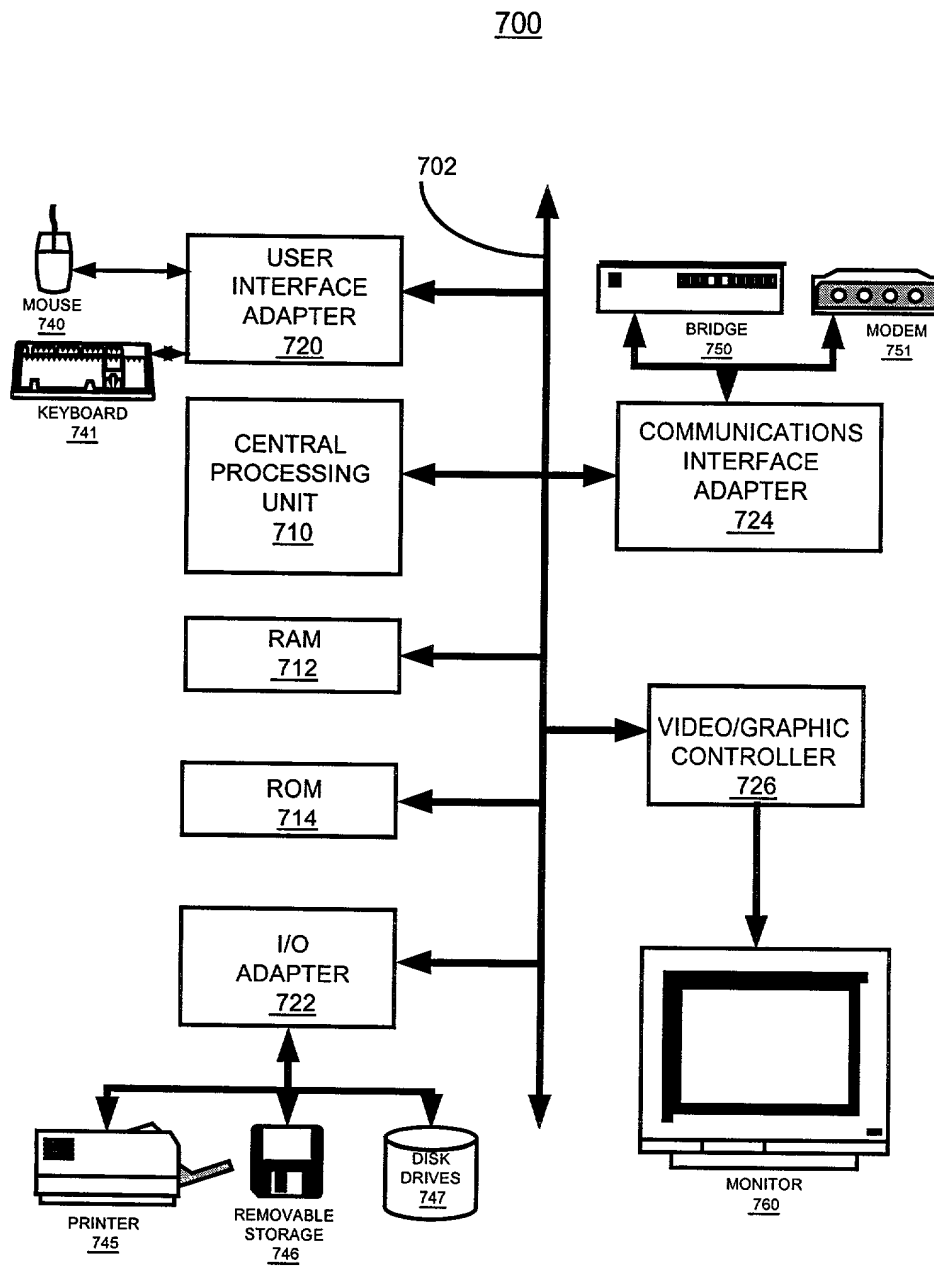 700
702
MOUSE
740
USER
INTERFACE
ADAPTER
720
KEYBOARD
741
BRIDGE
750
MODEM
751
CENTRAL
PROCESSING
UNIT
710
COMMUNICATIONS
INTERFACE
ADAPTER
724
RAM
712
VIDEO/GRAPHIC
CONTROLLER
726
ROM
714
I/O
ADAPTER
722
PRINTER
745
REMOVABLE
STORAGE
746
DISK
DRIVES
747
MONITOR
760